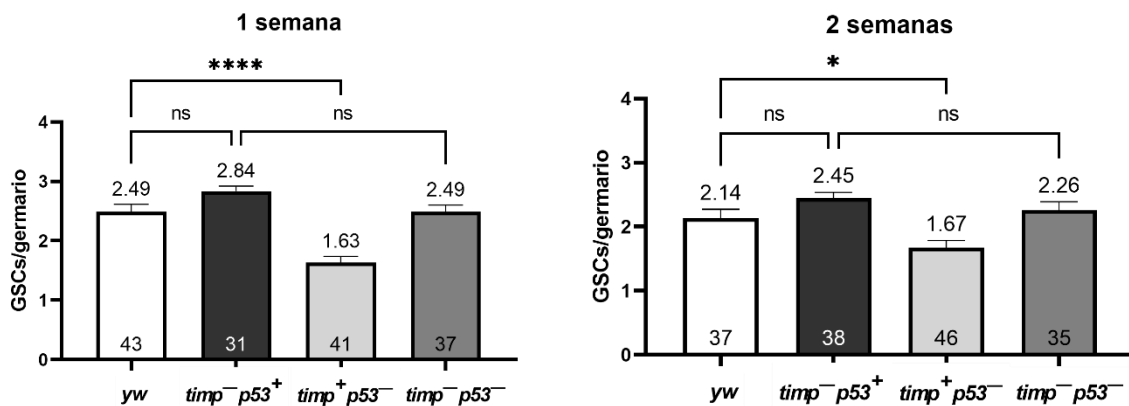 1 semana
****
ns ns
4
3
2
1
0
GSCs/germario
2.49 2.84 1.63 2.49
43 31 41 37
yw timp⁻p53⁺ timp⁺p53⁻ timp⁻p53⁻
2 semanas
*
ns ns
4
3
2
1
0
GSCs/germario
2.14 2.45 1.67 2.26
37 38 46 35
yw timp⁻p53⁺ timp⁺p53⁻ timp⁻p53⁻